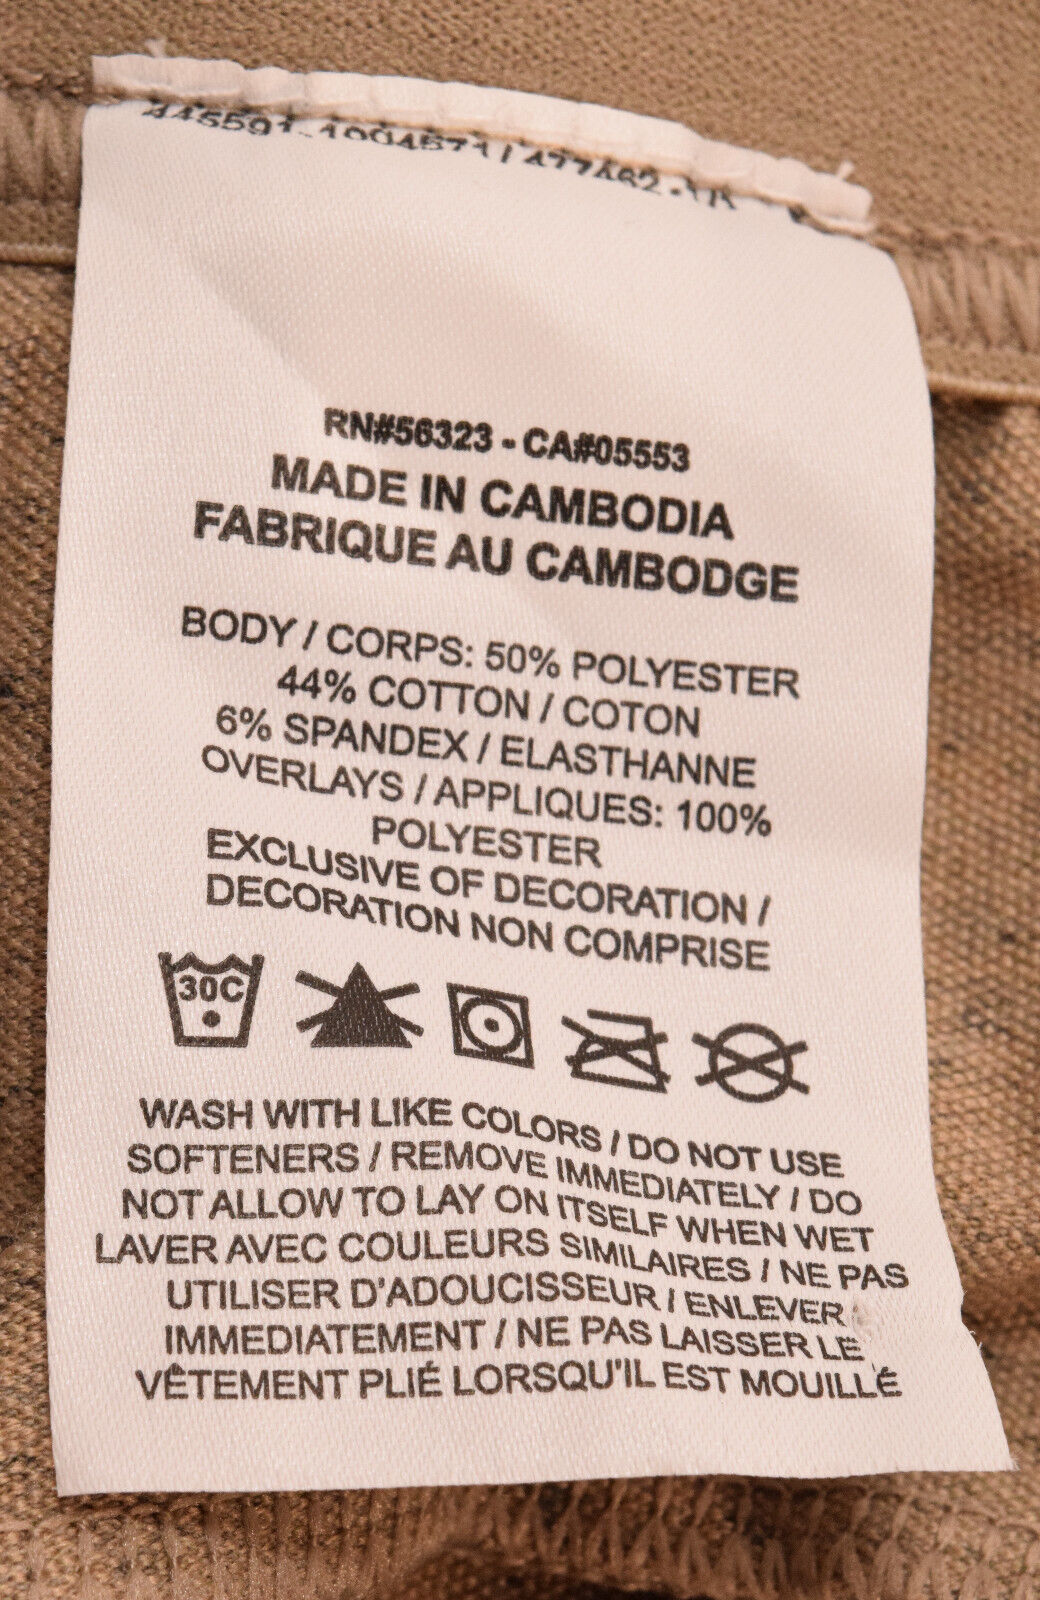 RN#56323 - CA#05553
MADE IN CAMBODIA
FABRIQUE AU CAMBODGE
BODY / CORPS: 50% POLYESTER
44% COTTON / COTON
6% SPANDEX / ELASTHANNE
OVERLAYS / APPLIQUES: 100%
POLYESTER
EXCLUSIVE OF DECORATION /
DECORATION NON COMPRISE
30C
WASH WITH LIKE COLORS / DO NOT USE
SOFTENERS / REMOVE IMMEDIATELY / DO
NOT ALLOW TO LAY ON ITSELF WHEN WET
LAVER AVEC COULEURS SIMILAIRES / NE PAS
UTILISER D'ADOUCISSEUR / ENLEVER
IMMEDIATEMENT / NE PAS LAISSER LE
VÊTEMENT PLIÉ LORSQU'IL EST MOUILLÉ